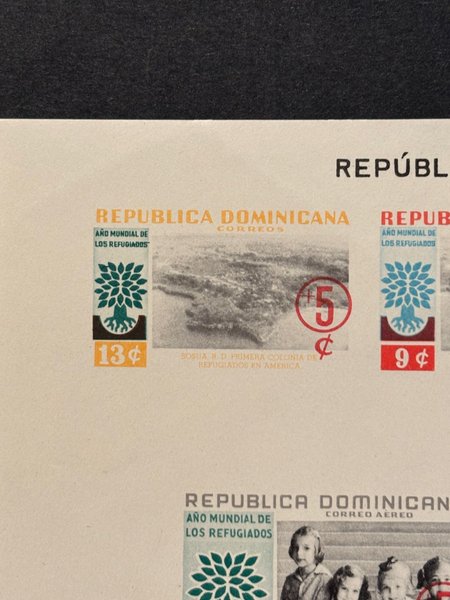 REPÚBL
REPUBLICA DOMINICANA
CORREOS
AÑO MUNDIAL DE
LOS REFUGIADOS
+5
¢
13¢
SOSUA, R. D. PRIMERA COLONIA DE
REFUGIADOS EN AMERICA
REPUB
AÑO MUNDIAL DE
LOS REFUGIADOS
9¢
REPUBLICA DOMINICAN
CORREO AEREO
AÑO MUNDIAL DE
LOS REFUGIADOS